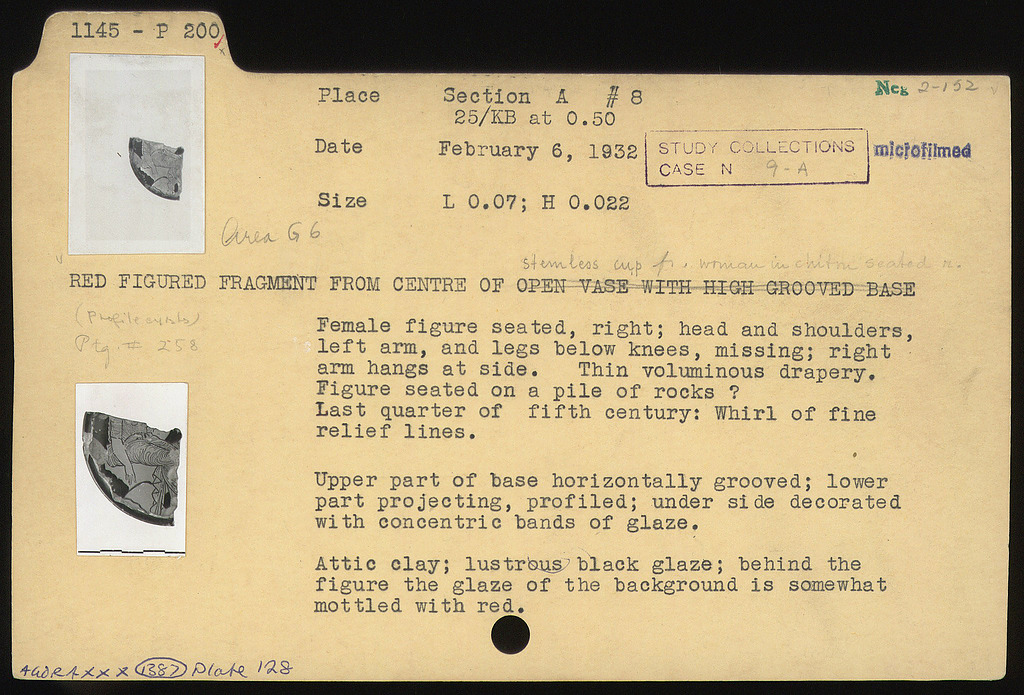 1145 - P 200
Neg 2-152
Place Section A # 8
25/KB at 0.50
Date February 6, 1932
STUDY COLLECTIONS
CASE N 9-A
microfilmed
Size L 0.07; H 0.022
Area G 6
stemless cup fr. woman in chiton seated r.
RED FIGURED FRAGMENT FROM CENTRE OF OPEN VASE WITH HIGH GROOVED BASE
(Profile exists)
Ptg. # 258
Female figure seated, right; head and shoulders,
left arm, and legs below knees, missing; right
arm hangs at side. Thin voluminous drapery.
Figure seated on a pile of rocks ?
Last quarter of fifth century: Whirl of fine
relief lines.
Upper part of base horizontally grooved; lower
part projecting, profiled; under side decorated
with concentric bands of glaze.
Attic clay; lustrous black glaze; behind the
figure the glaze of the background is somewhat
mottled with red.
AGORA XXX 1387 Plate 128